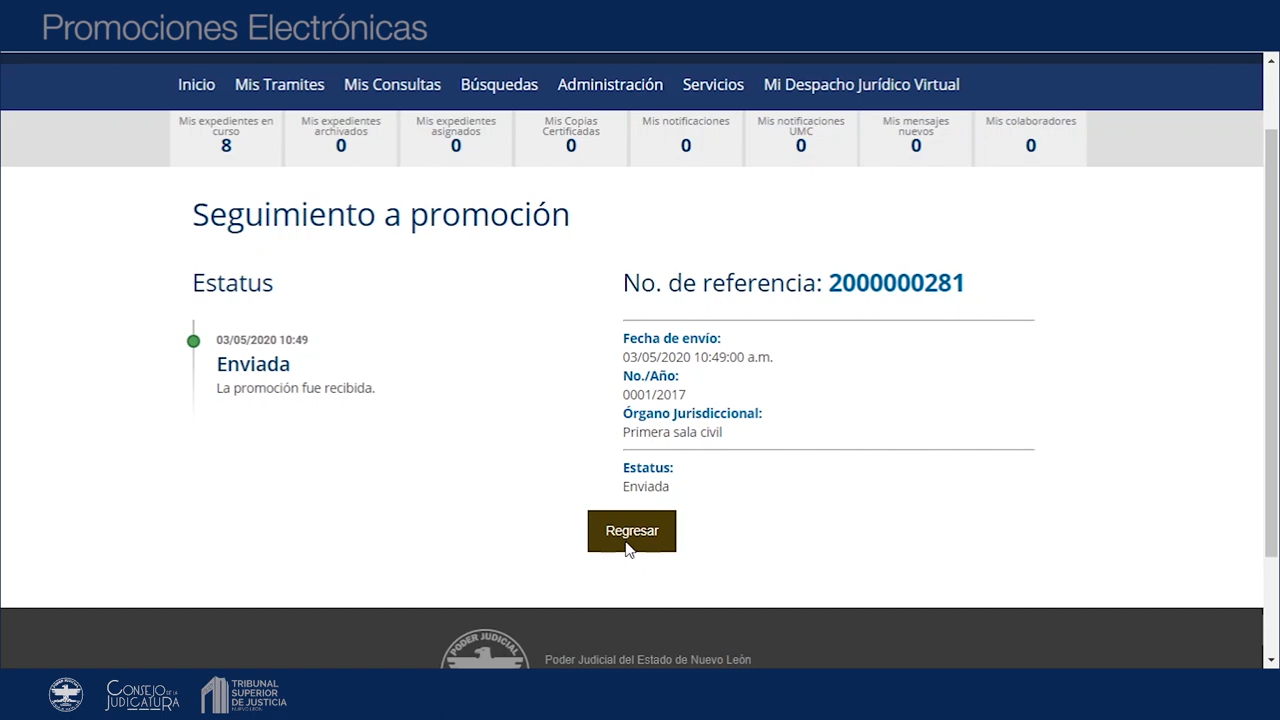 Promociones Electrónicas
Inicio Mis Tramites Mis Consultas Búsquedas Administración Servicios Mi Despacho Jurídico Virtual
Mis expedientes en
curso
8
Mis expedientes
archivados
0
Mis expedientes
asignados
0
Mis Copias
Certificadas
0
Mis notificaciones
0
Mis notificaciones
UMC
0
Mis mensajes
nuevos
0
Mis colaboradores
0
Seguimiento a promoción
Estatus
03/05/2020 10:49
Enviada
La promoción fue recibida.
No. de referencia: 2000000281
Fecha de envío:
03/05/2020 10:49:00 a.m.
No./Año:
0001/2017
Órgano Jurisdiccional:
Primera sala civil
Estatus:
Enviada
Regresar
PODER JUDICIAL
Poder Judicial del Estado de Nuevo León
CONSEJO DE LA
JUDICATURA
TRIBUNAL
SUPERIOR
DE JUSTICIA
NUEVO LEÓN